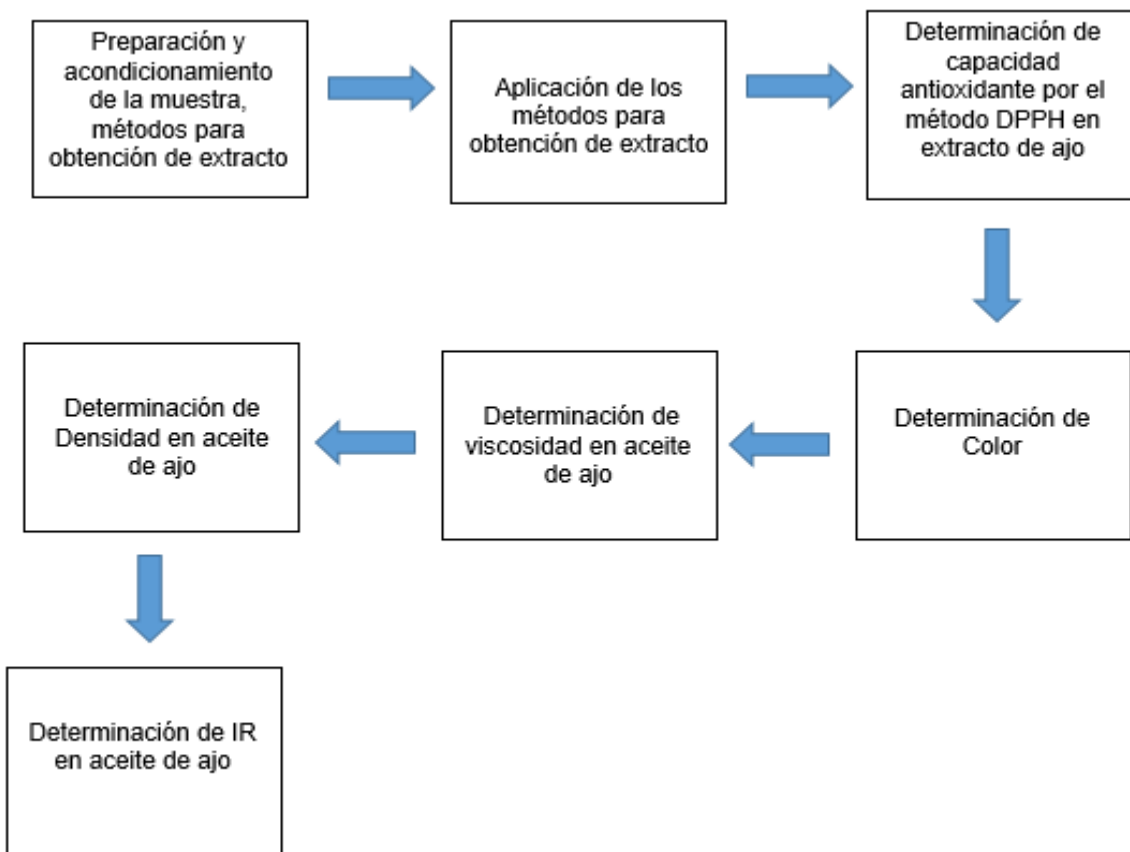 Preparación y
acondicionamiento
de la muestra,
métodos para
obtención de extracto
Aplicación de los
métodos para
obtención de extracto
Determinación de
capacidad
antioxidante por el
método DPPH en
extracto de ajo
Determinación de
Color
Determinación de
viscosidad en aceite
de ajo
Determinación de
Densidad en aceite
de ajo
Determinación de IR
en aceite de ajo